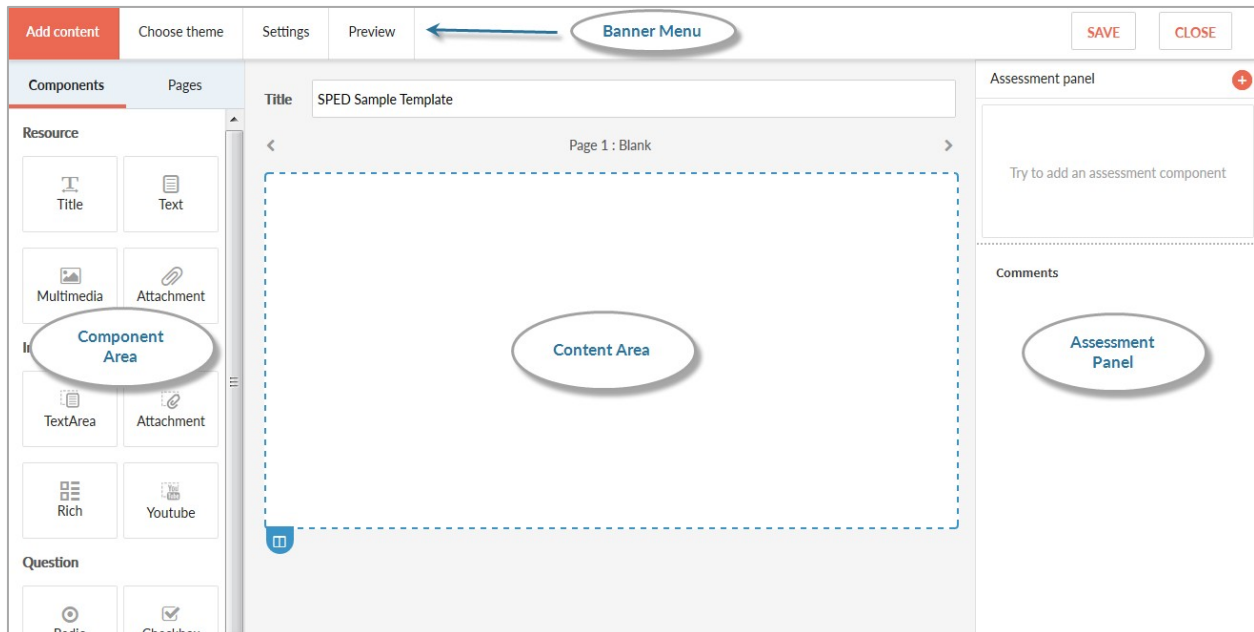 Add content
Choose theme
Settings
Preview
Banner Menu
SAVE
CLOSE
Components
Pages
Title
SPED Sample Template
Assessment panel
Resource
Page 1 : Blank
Title
Text
Try to add an assessment component
Multimedia
Attachment
Comments
Component
Area
Content Area
Assessment
Panel
TextArea
Attachment
Rich
You
Tube
Youtube
Question